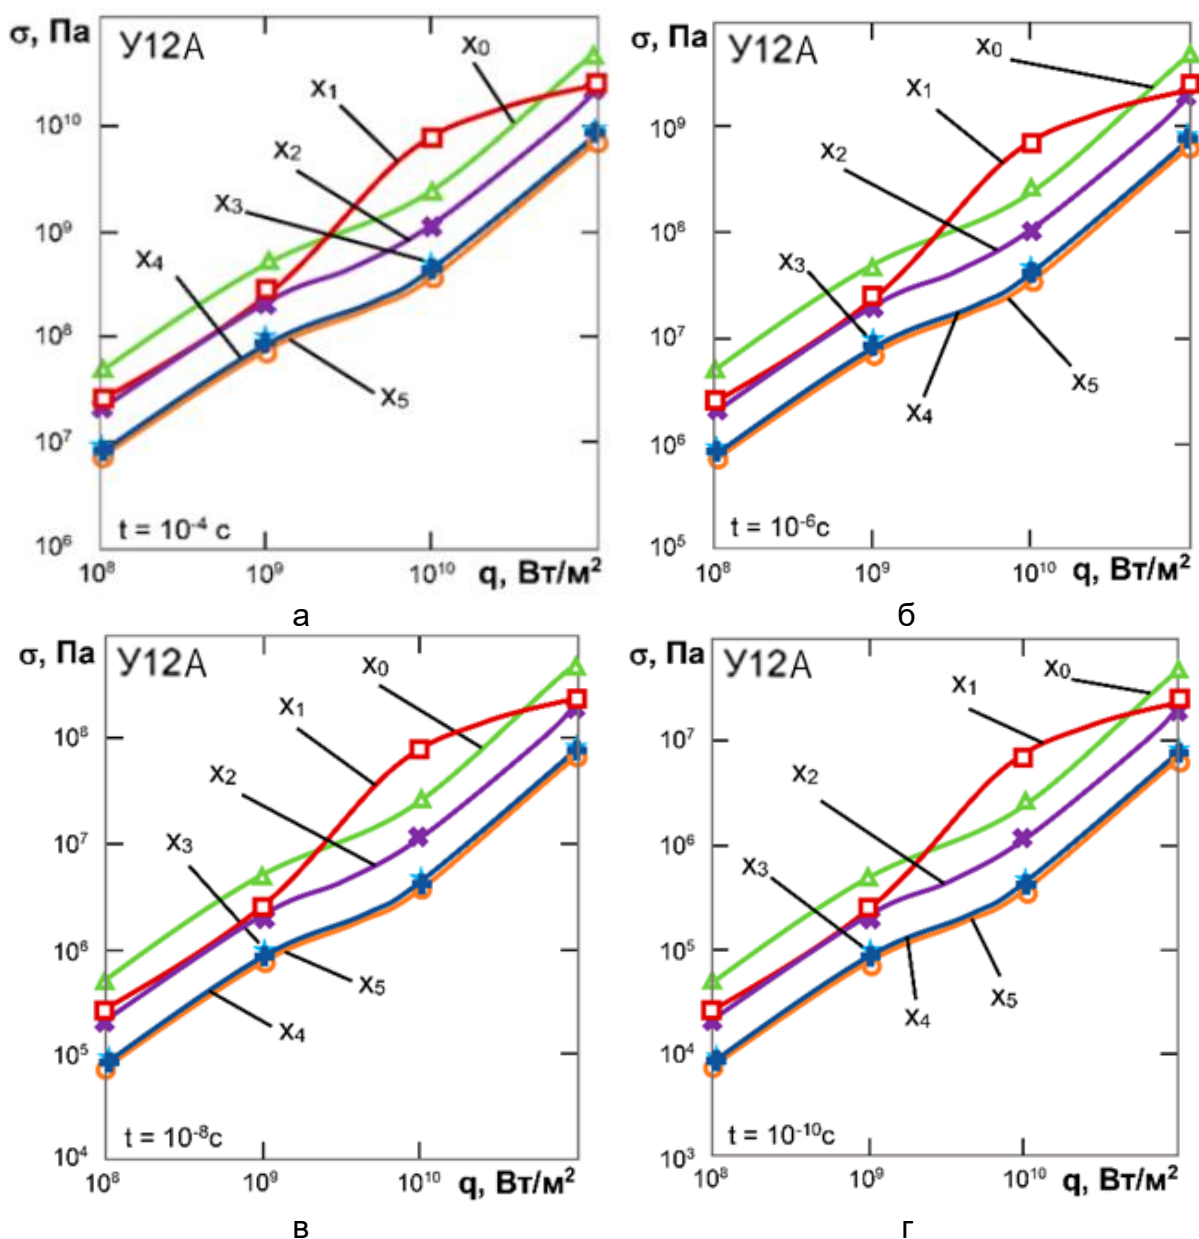 σ, Па
У12А
x0
x1
x2
x3
x4
x5
10¹⁰
10⁹
10⁸
10⁷
10⁶
t = 10⁻⁴ с
10⁸
10⁹
10¹⁰
q, Вт/м²
а
σ, Па
У12А
x0
x1
x2
x3
x4
x5
10⁹
10⁸
10⁷
10⁶
10⁵
t = 10⁻⁶с
10⁸
10⁹
10¹⁰
q, Вт/м²
б
σ, Па
У12А
x0
x1
x2
x3
x5
x4
10⁸
10⁷
10⁶
10⁵
10⁴
t = 10⁻⁸с
10⁸
10⁹
10¹⁰
q, Вт/м²
в
σ, Па
У12А
x0
x1
x2
x3
x5
x4
10⁷
10⁶
10⁵
10⁴
10³
t = 10⁻¹⁰с
10⁸
10⁹
10¹⁰
q, Вт/м²
г